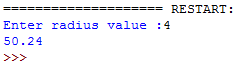 ==================== RESTART:
Enter radius value :4
50.24
>>>